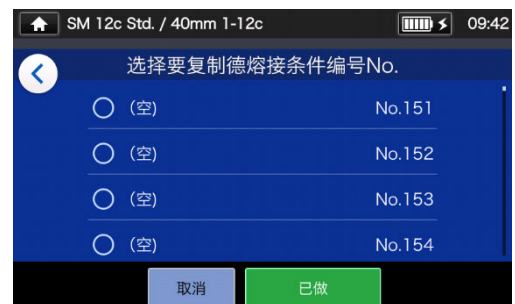 SM 12c Std. / 40mm 1-12c 09:42
选择要复制德熔接条件编号No.
（空） No.151
（空） No.152
（空） No.153
（空） No.154
取消 已做